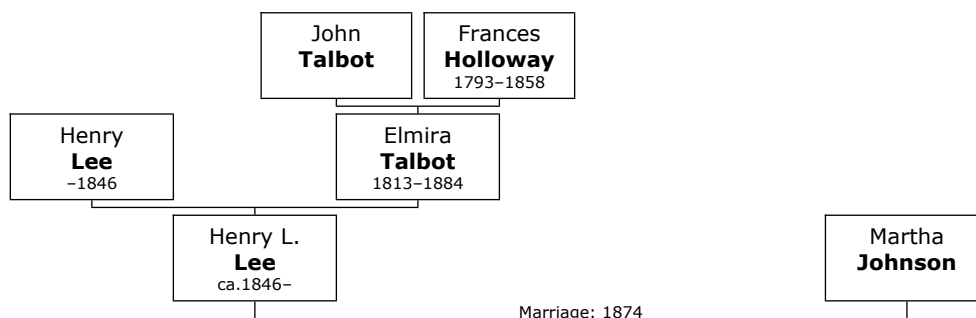 John
Talbot
Frances
Holloway
1793–1858
Henry
Lee
–1846
Elmira
Talbot
1813–1884
Henry L.
Lee
ca.1846–
Martha
Johnson
Marriage: 1874